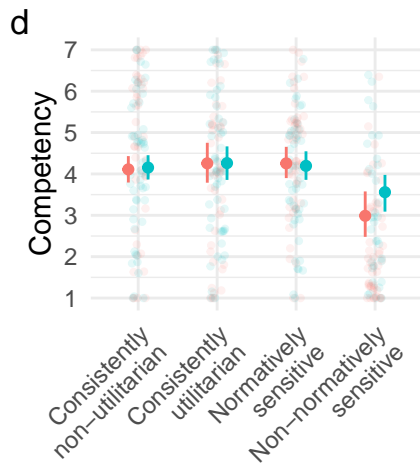 d
Competency
7
6
5
4
3
2
1
Consistently
non−utilitarian
Consistently
utilitarian
Normatively
sensitive
Non−normatively
sensitive